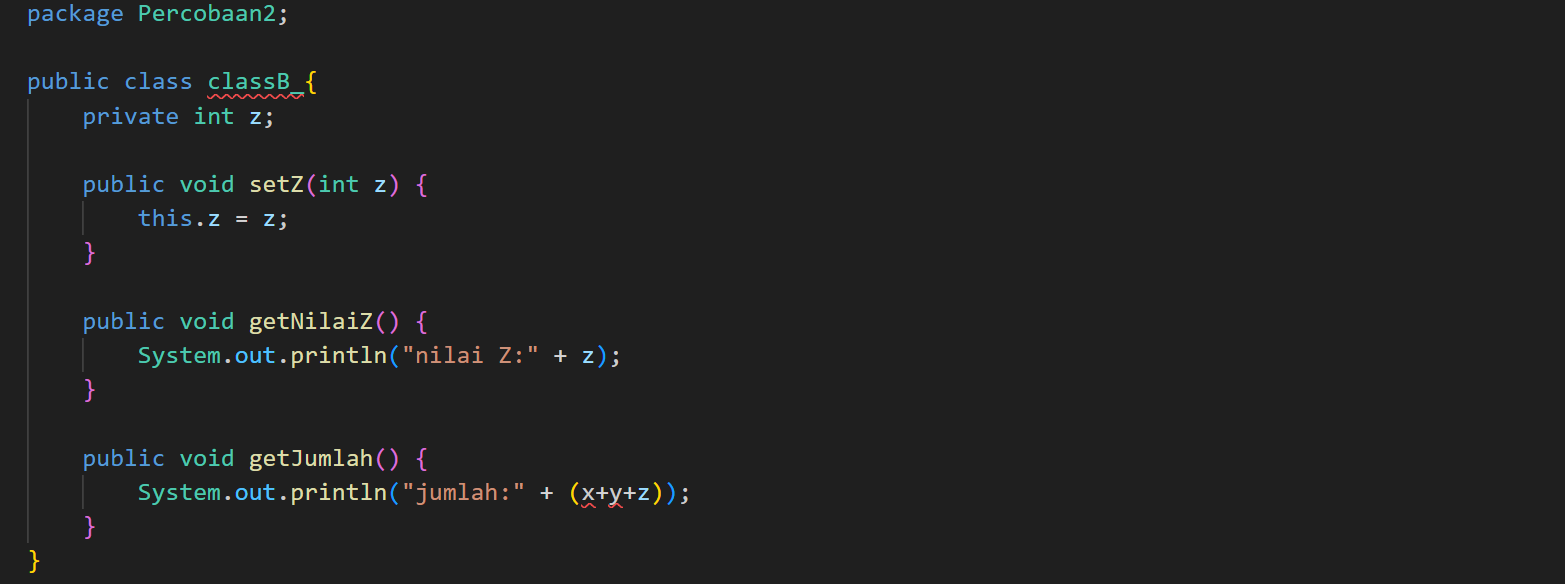 package Percobaan2;
public class classB_{
private int z;
public void setZ(int z) {
this.z = z;
}
public void getNilaiZ() {
System.out.println("nilai Z:" + z);
}
public void getJumlah() {
System.out.println("jumlah:" + (x+y+z));
}
}